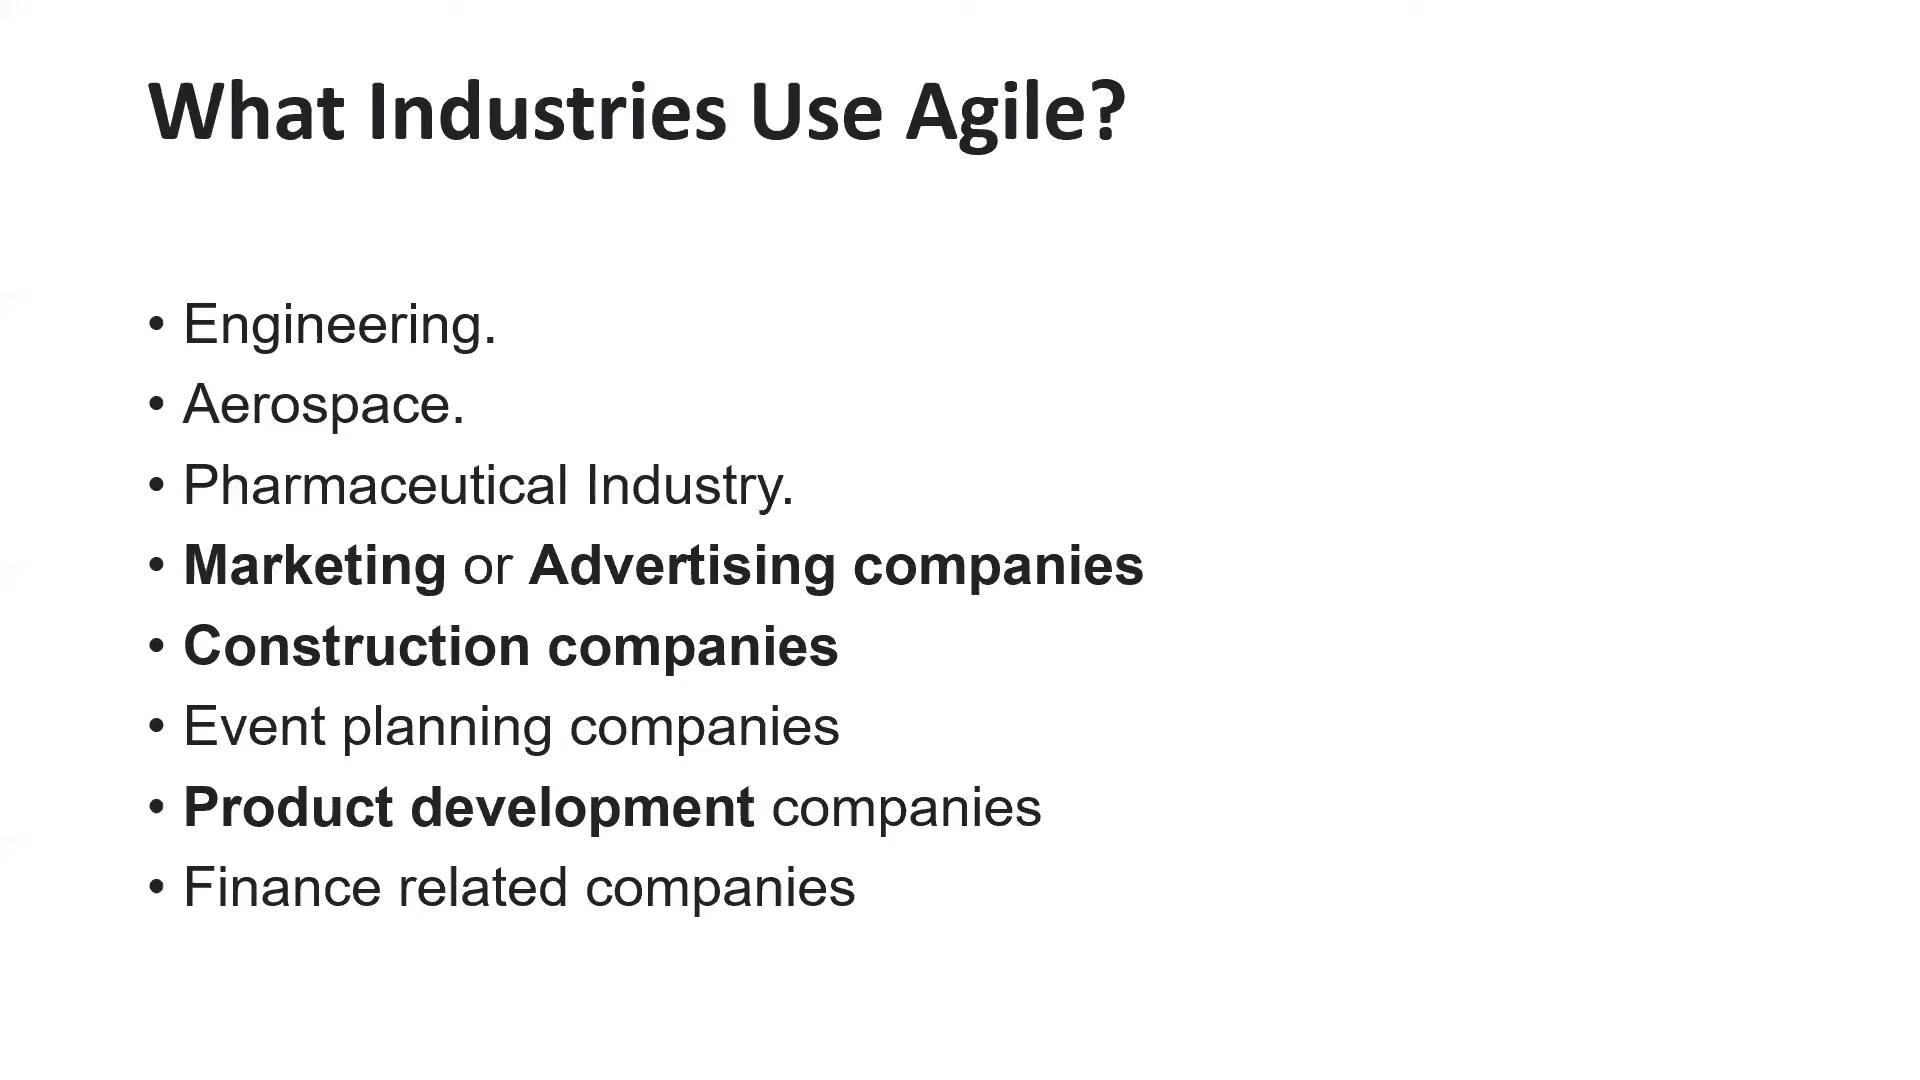 What Industries Use Agile?
• Engineering.
• Aerospace.
• Pharmaceutical Industry.
• Marketing or Advertising companies
• Construction companies
• Event planning companies
• Product development companies
• Finance related companies